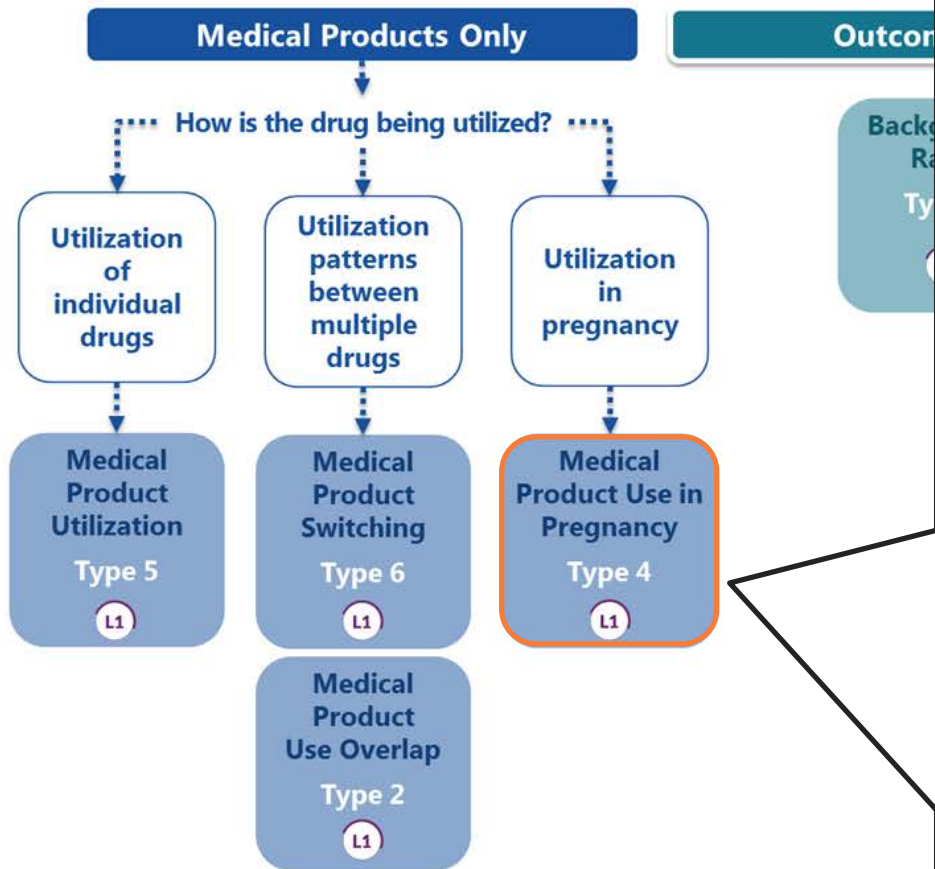 Medical Products Only
How is the drug being utilized?
Utilization
of
individual
drugs
Utilization
patterns
between
multiple
drugs
Utilization
in
pregnancy
Medical
Product
Utilization
Type 5
L1
Medical
Product
Switching
Type 6
L1
Medical
Product Use in
Pregnancy
Type 4
L1
Medical
Product
Use Overlap
Type 2
L1